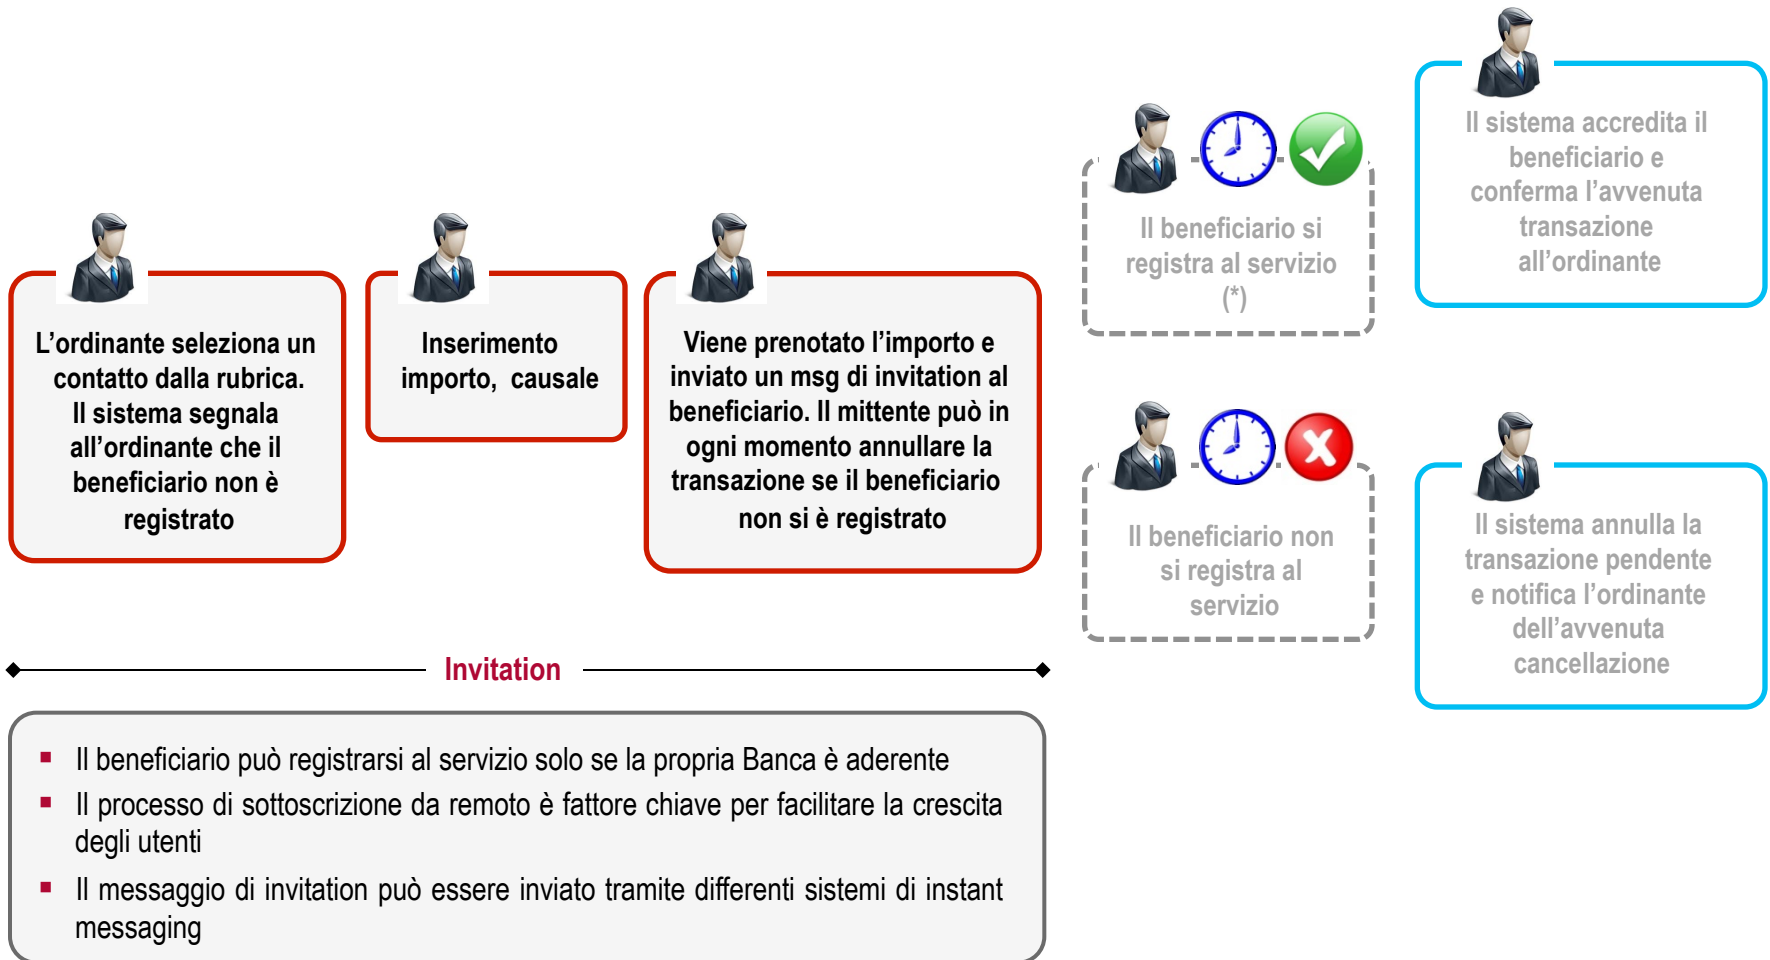 L’ordinante seleziona un
contatto dalla rubrica.
Il sistema segnala
all’ordinante che il
beneficiario non è
registrato
Inserimento
importo, causale
Viene prenotato l’importo e
inviato un msg di invitation al
beneficiario. Il mittente può in
ogni momento annullare la
transazione se il beneficiario
non si è registrato
Il beneficiario si
registra al servizio
(*)
Il sistema accredita il
beneficiario e
conferma l’avvenuta
transazione
all’ordinante
Il beneficiario non
si registra al
servizio
Il sistema annulla la
transazione pendente
e notifica l’ordinante
dell’avvenuta
cancellazione
Invitation
▪ Il beneficiario può registrarsi al servizio solo se la propria Banca è aderente
▪ Il processo di sottoscrizione da remoto è fattore chiave per facilitare la crescita
degli utenti
▪ Il messaggio di invitation può essere inviato tramite differenti sistemi di instant
messaging